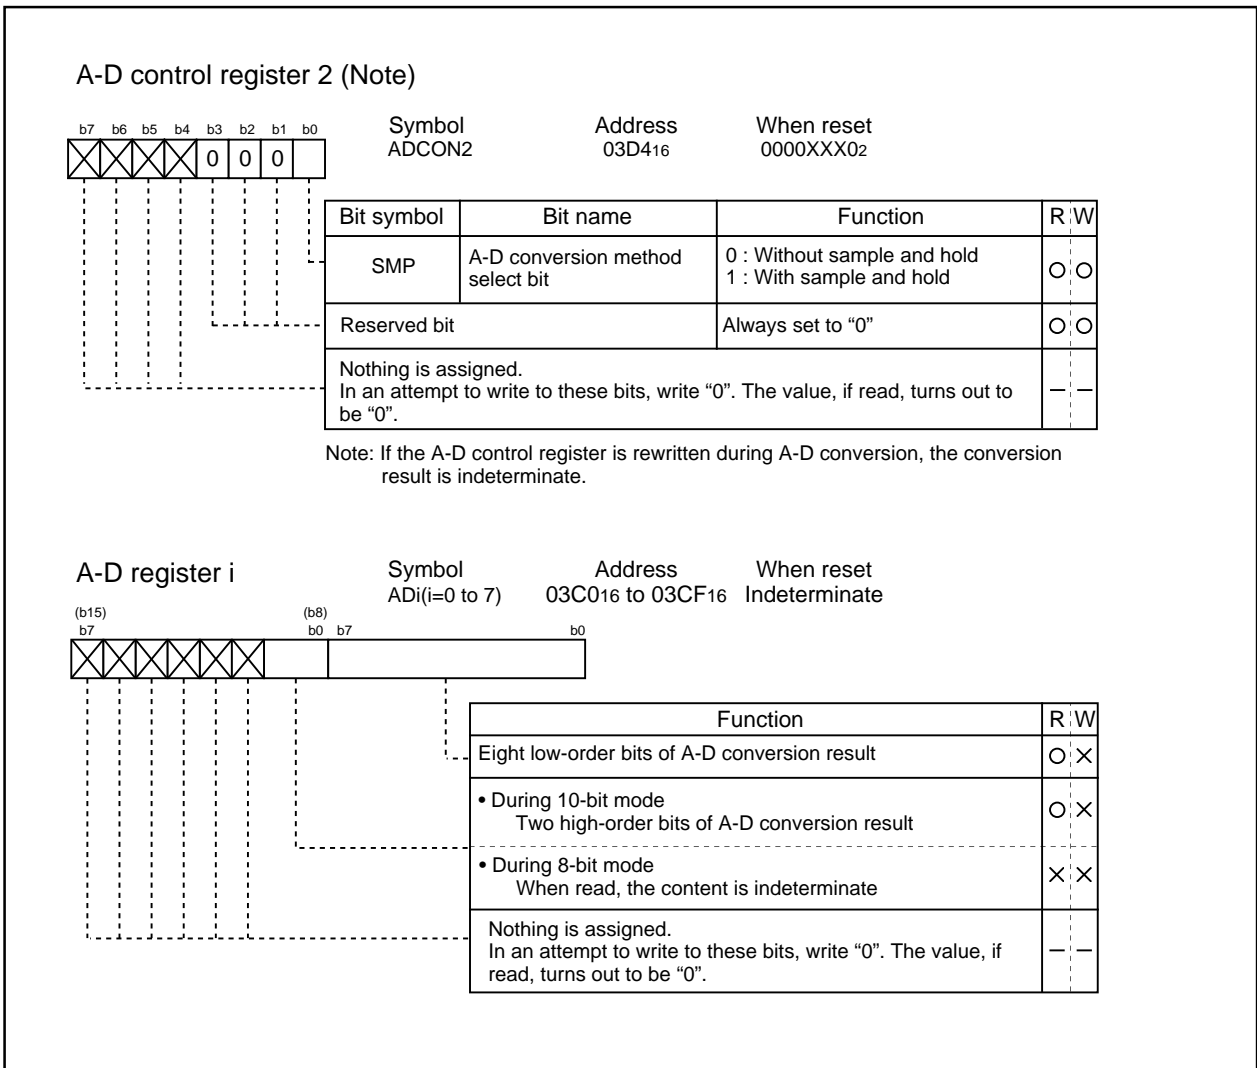 A-D control register 2 (Note)
b7 b6 b5 b4 b3 b2 b1 b0
0 0 0
Symbol Address When reset
ADCON2 03D416 0000XXX02
Bit symbol Bit name Function R W
SMP A-D conversion method select bit 0 : Without sample and hold
1 : With sample and hold
Reserved bit Always set to “0”
Nothing is assigned.
In an attempt to write to these bits, write “0”. The value, if read, turns out to
be “0”.
Note: If the A-D control register is rewritten during A-D conversion, the conversion
result is indeterminate.
A-D register i
Symbol Address When reset
ADi(i=0 to 7) 03C016 to 03CF16 Indeterminate
(b15) (b8)
b7 b0 b7 b0
Function R W
Eight low-order bits of A-D conversion result
• During 10-bit mode
Two high-order bits of A-D conversion result
• During 8-bit mode
When read, the content is indeterminate
Nothing is assigned.
In an attempt to write to these bits, write “0”. The value, if
read, turns out to be “0”.